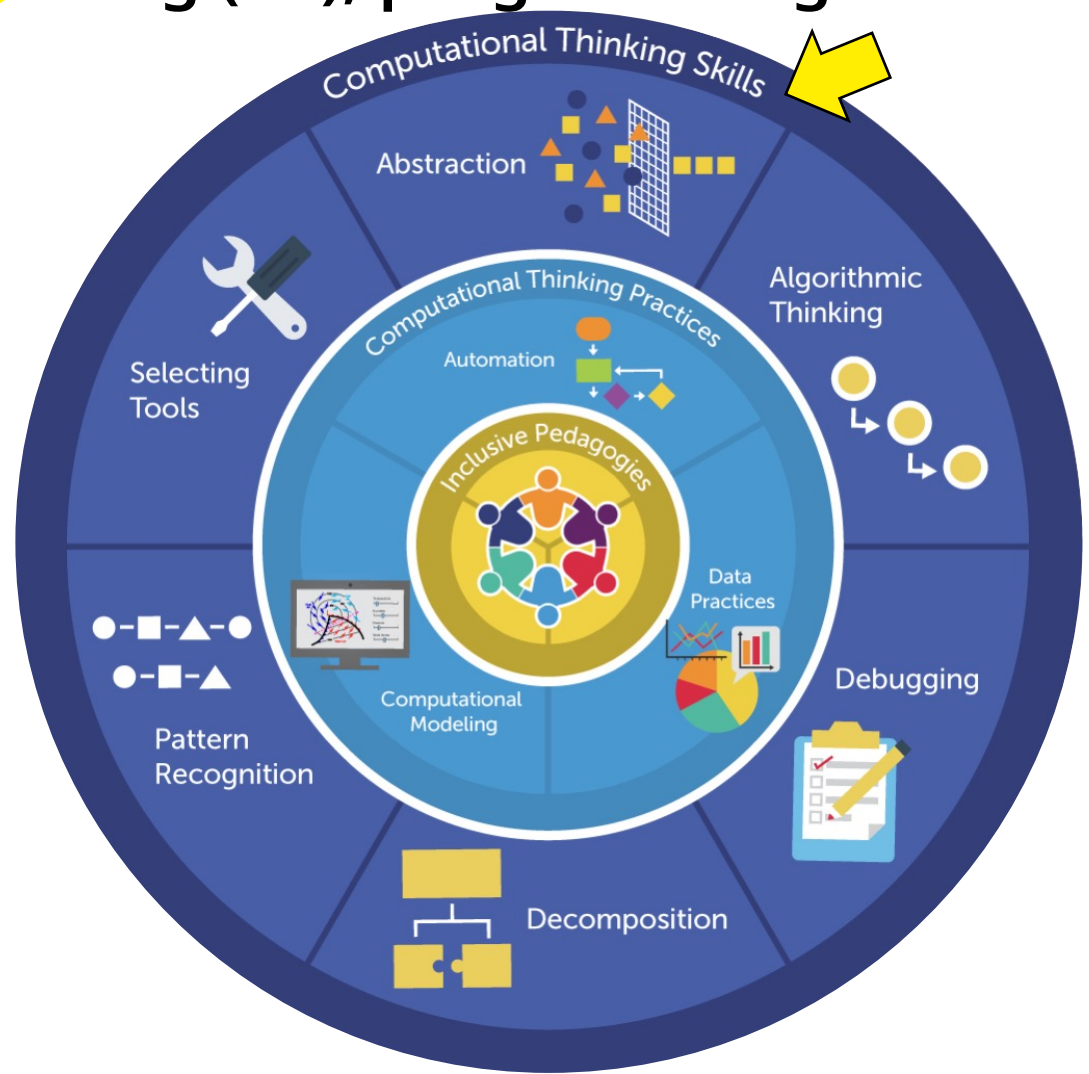 Computational Thinking Skills
Abstraction
Algorithmic
Thinking
Selecting
Tools
Computational Thinking Practices
Automation
Inclusive Pedagogies
Data
Practices
Computational
Modeling
Debugging
Pattern
Recognition
Decomposition